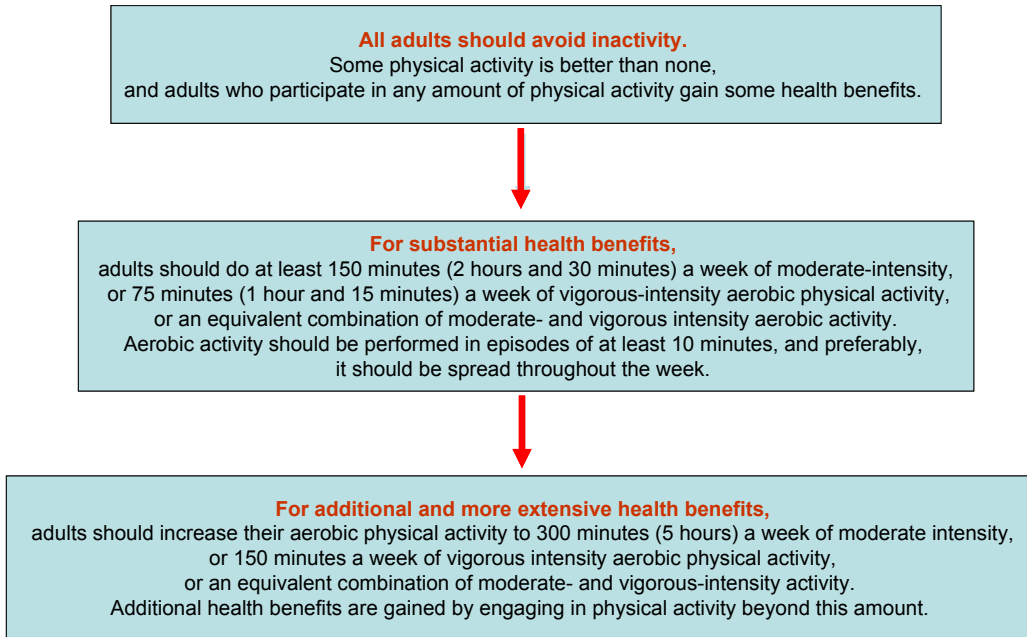 All adults should avoid inactivity.
Some physical activity is better than none,
and adults who participate in any amount of physical activity gain some health benefits.
For substantial health benefits,
adults should do at least 150 minutes (2 hours and 30 minutes) a week of moderate-intensity,
or 75 minutes (1 hour and 15 minutes) a week of vigorous-intensity aerobic physical activity,
or an equivalent combination of moderate- and vigorous intensity aerobic activity.
Aerobic activity should be performed in episodes of at least 10 minutes, and preferably,
it should be spread throughout the week.
For additional and more extensive health benefits,
adults should increase their aerobic physical activity to 300 minutes (5 hours) a week of moderate intensity,
or 150 minutes a week of vigorous intensity aerobic physical activity,
or an equivalent combination of moderate- and vigorous-intensity activity.
Additional health benefits are gained by engaging in physical activity beyond this amount.